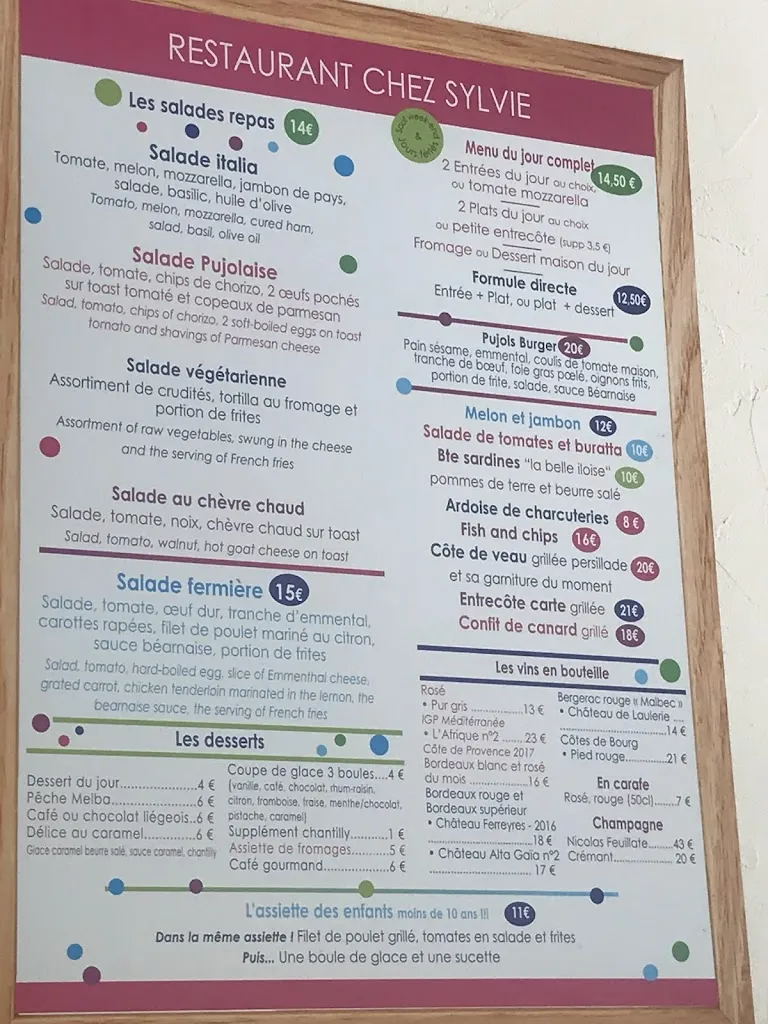 RESTAURANT CHEZ SYLVIE
Les salades repas 14€
Salade italia
Tomate, melon, mozzarella, jambon de pays,
salade, basilic, huile d'olive
Tomato, melon, mozzarella, cured ham,
salad, basil, olive oil
Salade Pujolaise
Salade, tomate, chips de chorizo, 2 œufs pochés
sur toast tomaté et copeaux de parmesan
Salad, tomato, chips of chorizo, 2 soft-boiled eggs on toast
tomato and shavings of Parmesan cheese
Salade végétarienne
Assortiment de crudités, tortilla au fromage et
portion de frites
Assortment of raw vegetables, swung in the cheese
and the serving of French fries
Salade au chèvre chaud
Salade, tomate, noix, chèvre chaud sur toast
Salad, tomato, walnut, hot goat cheese on toast
Salade fermière 15€
Salade, tomate, œuf dur, tranche d'emmental,
carottes rapées, filet de poulet mariné au citron,
sauce béarnaise, portion de frites
Salad, tomato, hard-boiled egg, slice of Emmenthal cheese,
grated carrot, chicken tenderloin marinated in the lemon, the
bearnaise sauce, the serving of French fries
Les desserts
Dessert du jour......................4 €
Pêche Melba.......................6 €
Café ou chocolat liégeois..6 €
Délice au caramel..............6 €
Glace caramel beurre salé, sauce caramel, chantilly
Coupe de glace 3 boules....4 €
(vanille, café, chocolat, rhum-raisin,
citron, framboise, fraise, menthe/chocolat,
pistache, caramel)
Supplément chantilly..........1 €
Assiette de fromages..........5 €
Café gourmand..................6 €
Sauf week-end
&
Jours fériés
Menu du jour complet 14,50 €
2 Entrées du jour au choix,
ou tomate mozzarella
2 Plats du jour au choix
ou petite entrecôte (supp 3,5 €)
Fromage ou Dessert maison du jour
Formule directe
Entrée + Plat, ou plat + dessert 12,50€
Pujols Burger 20€
Pain sésame, emmental, coulis de tomate maison,
tranche de bœuf, foie gras poelé, oignons frits,
portion de frite, salade, sauce Béarnaise
Melon et jambon 12€
Salade de tomates et buratta 10€
Bte sardines "la belle iloise" 10€
pommes de terre et beurre salé
Ardoise de charcuteries 8 €
Fish and chips 16€
Côte de veau grillée persillade 20€
et sa garniture du moment
Entrecôte carte grillée 21€
Confit de canard grillé 18€
Les vins en bouteille
Rosé
• Pur gris ....................13 €
IGP Méditérranée
• L'Afrique n°2 ......... 23 €
Côte de Provence 2017
Bordeaux blanc et rosé
du mois ....................16 €
Bordeaux rouge et
Bordeaux supérieur
• Château Ferreyres - 2016
..........................18 €
• Château Alta Gaïa n°2
.......................... 17 €
Bergerac rouge « Malbec »
• Château de Laulerie ....
..........................14 €
Côtes de Bourg
• Pied rouge..............21 €
En carafe
Rosé, rouge (50cl)........7 €
Champagne
Nicolas Feuillate........43 €
Crémant...................... 20 €
L'assiette des enfants moins de 10 ans !!! 11€
Dans la même assiette ! Filet de poulet grillé, tomates en salade et frites
Puis... Une boule de glace et une sucette